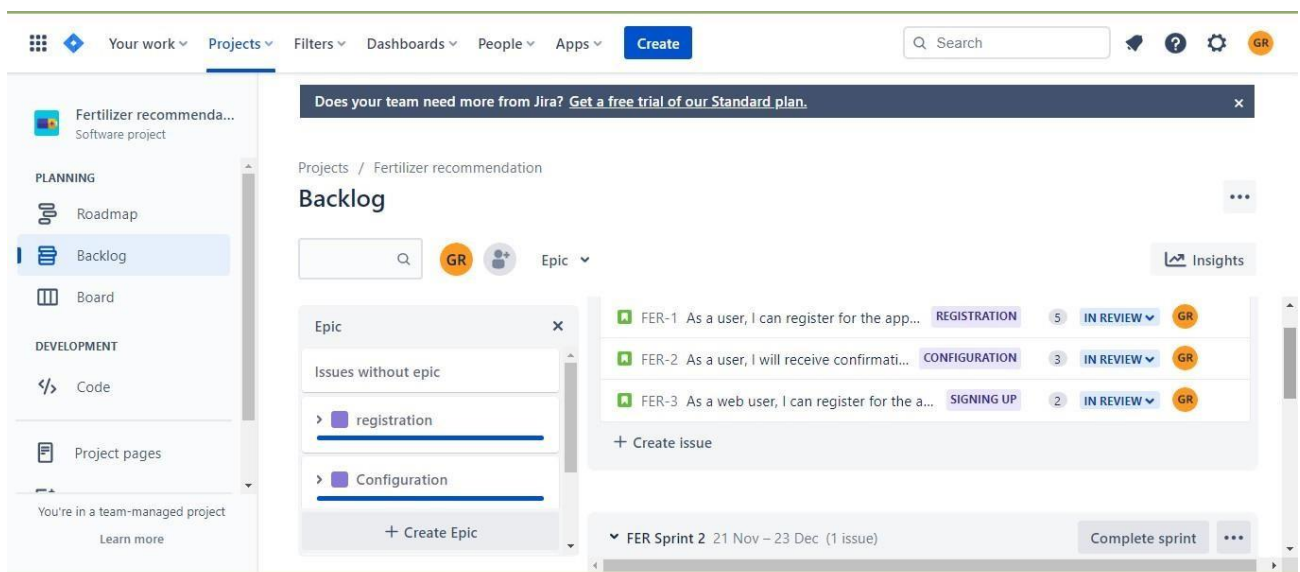 Your work Projects Filters Dashboards People Apps Create Search GR
Does your team need more from Jira? Get a free trial of our Standard plan.
Fertilizer recommenda...
Software project
PLANNING
Roadmap
Backlog
Board
DEVELOPMENT
Code
Project pages
You're in a team-managed project
Learn more
Projects / Fertilizer recommendation
Backlog
GR Epic Insights
Epic
Issues without epic
registration
Configuration
+ Create Epic
FER-1 As a user, I can register for the app... REGISTRATION 5 IN REVIEW GR
FER-2 As a user, I will receive confirmati... CONFIGURATION 3 IN REVIEW GR
FER-3 As a web user, I can register for the a... SIGNING UP 2 IN REVIEW GR
+ Create issue
FER Sprint 2 21 Nov – 23 Dec (1 issue) Complete sprint